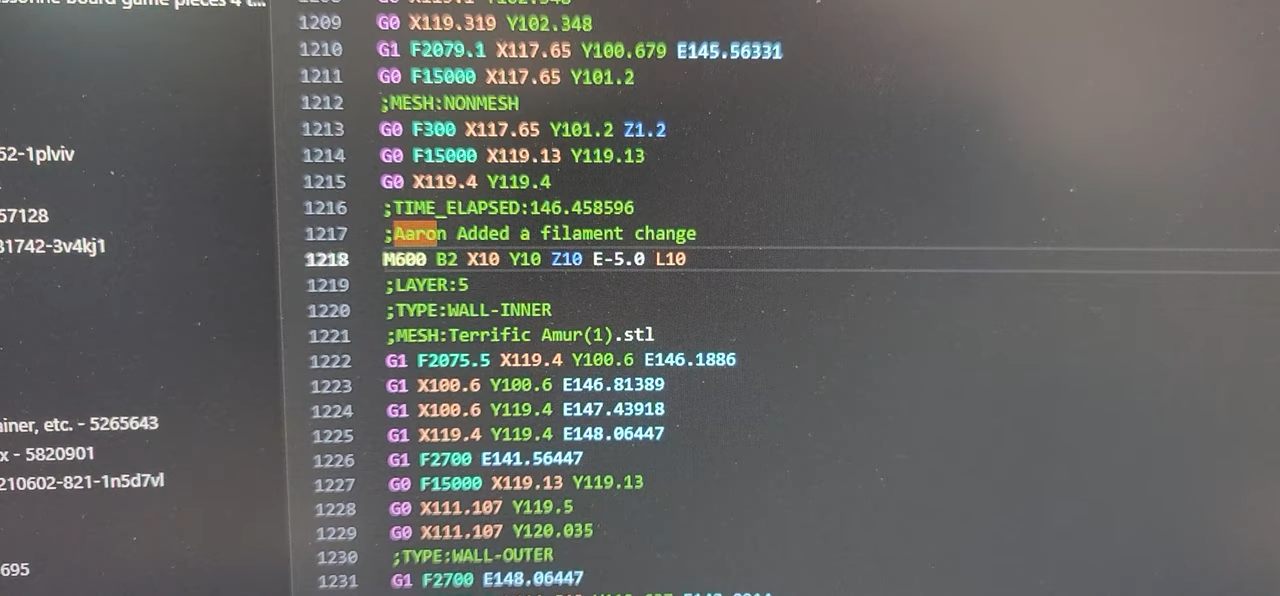 board game pieces 4 t...
52-1plviv
57128
31742-3v4kj1
ainer, etc. - 5265643
x - 5820901
210602-821-1n5d7vl
695
1209 G0 X119.319 Y102.348
1210 G1 F2079.1 X117.65 Y100.679 E145.56331
1211 G0 F15000 X117.65 Y101.2
1212 ;MESH:NONMESH
1213 G0 F300 X117.65 Y101.2 Z1.2
1214 G0 F15000 X119.13 Y119.13
1215 G0 X119.4 Y119.4
1216 ;TIME_ELAPSED:146.458596
1217 ;Aaron Added a filament change
1218 M600 B2 X10 Y10 Z10 E-5.0 L10
1219 ;LAYER:5
1220 ;TYPE:WALL-INNER
1221 ;MESH:Terrific Amur(1).stl
1222 G1 F2075.5 X119.4 Y100.6 E146.1886
1223 G1 X100.6 Y100.6 E146.81389
1224 G1 X100.6 Y119.4 E147.43918
1225 G1 X119.4 Y119.4 E148.06447
1226 G1 F2700 E141.56447
1227 G0 F15000 X119.13 Y119.13
1228 G0 X111.107 Y119.5
1229 G0 X111.107 Y120.035
1230 ;TYPE:WALL-OUTER
1231 G1 F2700 E148.06447